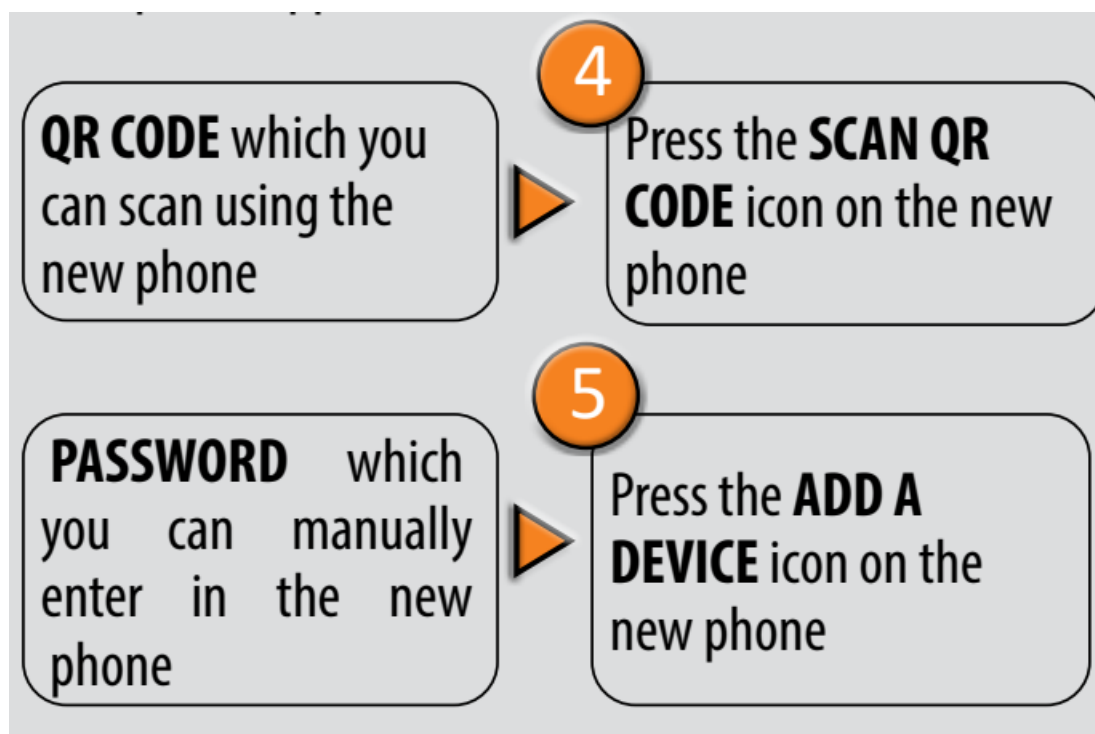 QR CODE which you
can scan using the
new phone
4
Press the SCAN QR
CODE icon on the new
phone
PASSWORD which
you can manually
enter in the new
phone
5
Press the ADD A
DEVICE icon on the
new phone